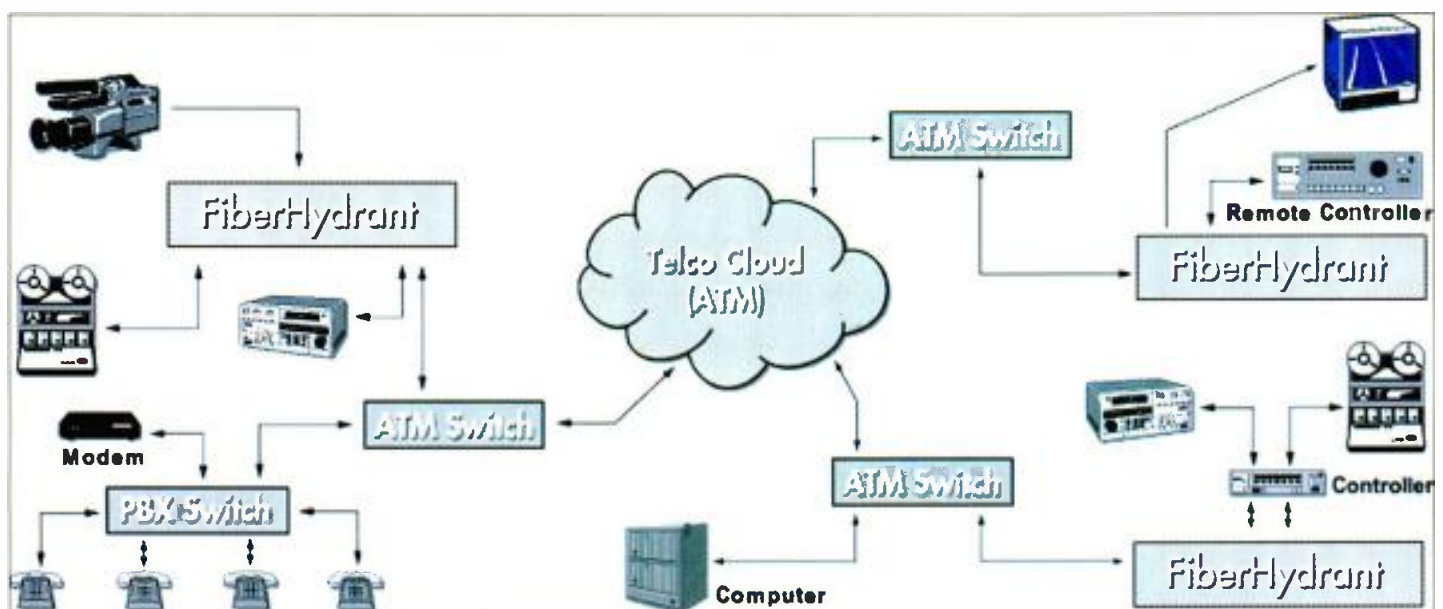 ATM Switch
FiberHydrant
Remote Controller
Telco Cloud
(ATM)
FiberHydrant
ATM Switch
Modem
ATM Switch
Controller
PBX Switch
FiberHydrant
Computer